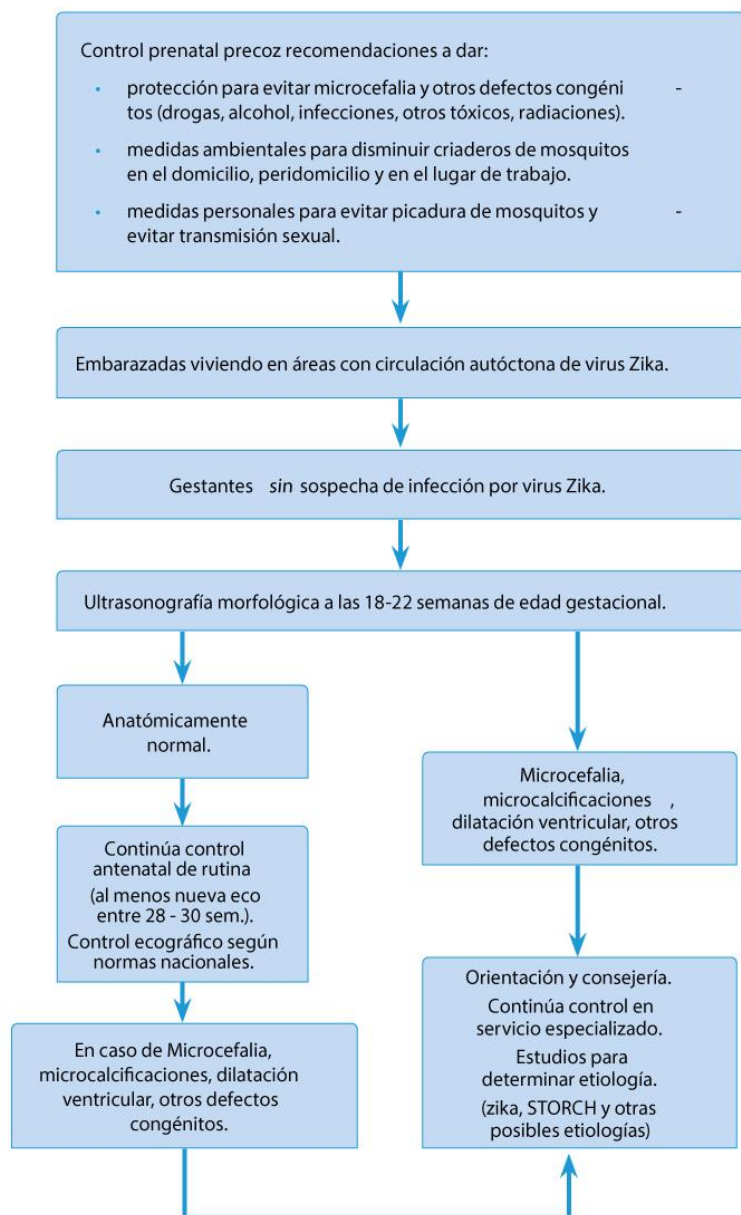 Control prenatal precoz recomendaciones a dar:
• protección para evitar microcefalia y otros defectos congéni -
tos (drogas, alcohol, infecciones, otros tóxicos, radiaciones).
• medidas ambientales para disminuir criaderos de mosquitos
en el domicilio, peridomicilio y en el lugar de trabajo.
• medidas personales para evitar picadura de mosquitos y -
evitar transmisión sexual.
Embarazadas viviendo en áreas con circulación autóctona de virus Zika.
Gestantes sin sospecha de infección por virus Zika.
Ultrasonografía morfológica a las 18-22 semanas de edad gestacional.
Anatómicamente
normal.
Continúa control
antenatal de rutina
(al menos nueva eco
entre 28 - 30 sem.).
Control ecográfico según
normas nacionales.
En caso de Microcefalia,
microcalcificaciones, dilatación
ventricular, otros defectos
congénitos.
Microcefalia,
microcalcificaciones ,
dilatación ventricular, otros
defectos congénitos.
Orientación y consejería.
Continúa control en
servicio especializado.
Estudios para
determinar etiología.
(zika, STORCH y otras
posibles etiologías)